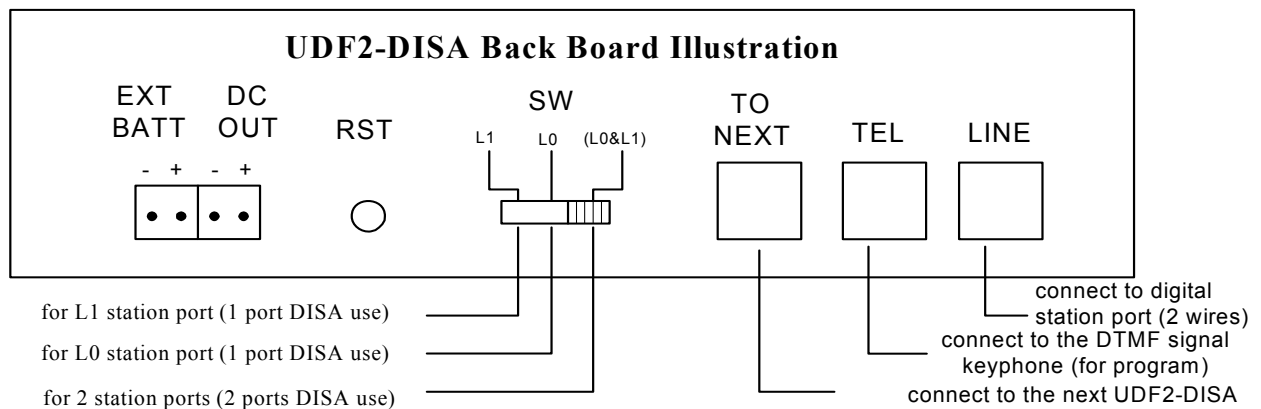 UDF2-DISA Back Board Illustration
EXT BATT
DC OUT
RST
SW
TO NEXT
TEL
LINE
L1
L0
(L0&L1)
- + - +
for L1 station port (1 port DISA use)
for L0 station port (1 port DISA use)
for 2 station ports (2 ports DISA use)
connect to digital
station port (2 wires)
connect to the DTMF signal
keyphone (for program)
connect to the next UDF2-DISA